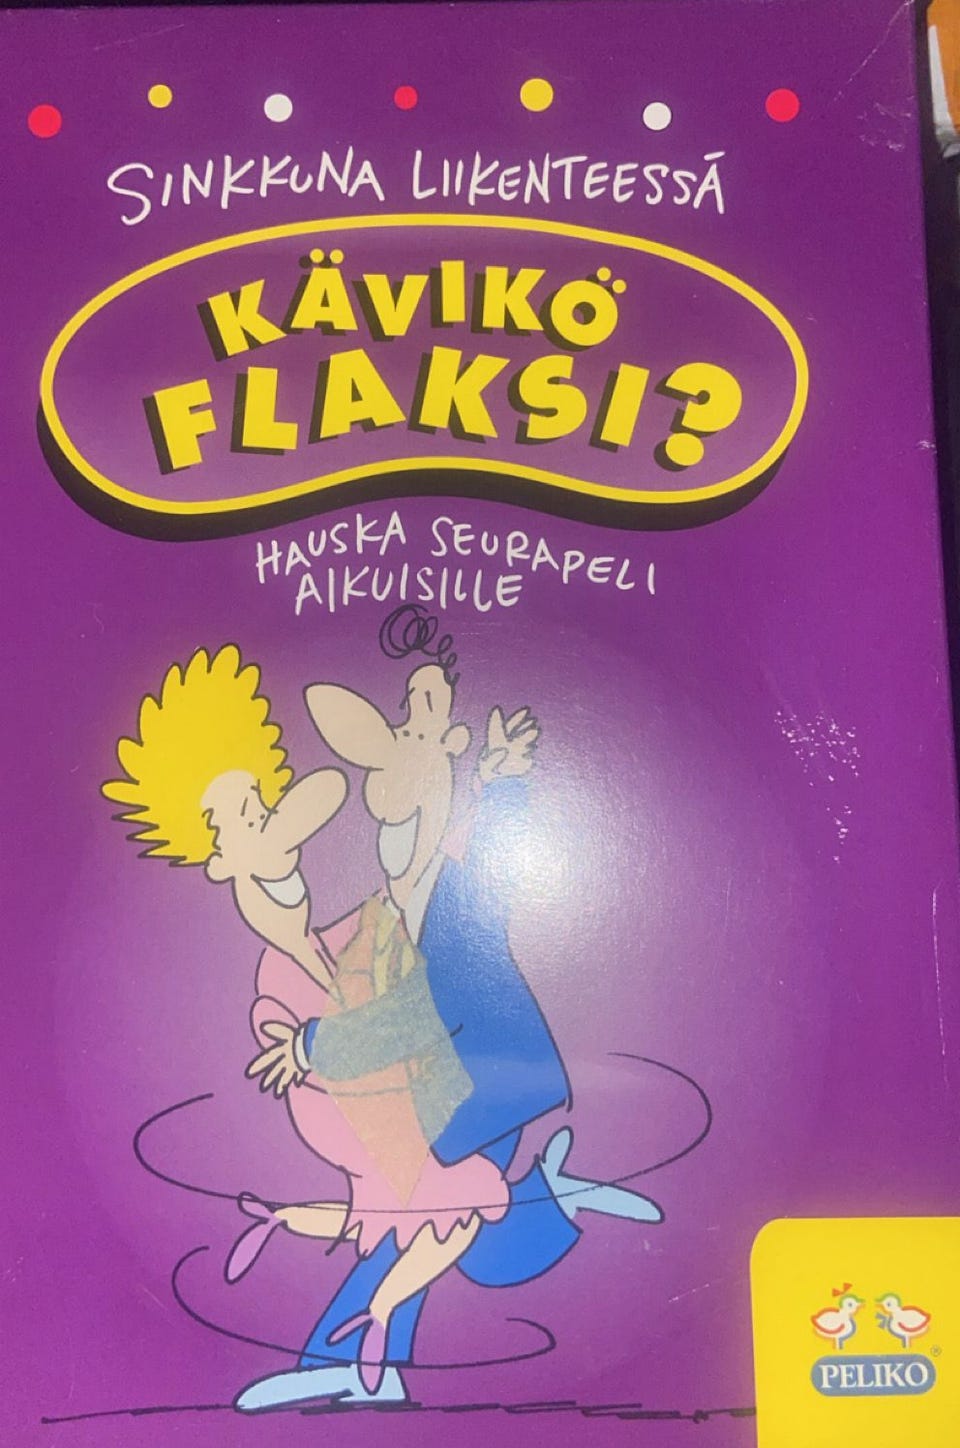 SINKKUNA LIIKENTEESSÄ
KÄVIKÖ
FLAKSI?
HAUSKA SEURAPELI
AIKUISILLE
PELIKO
®